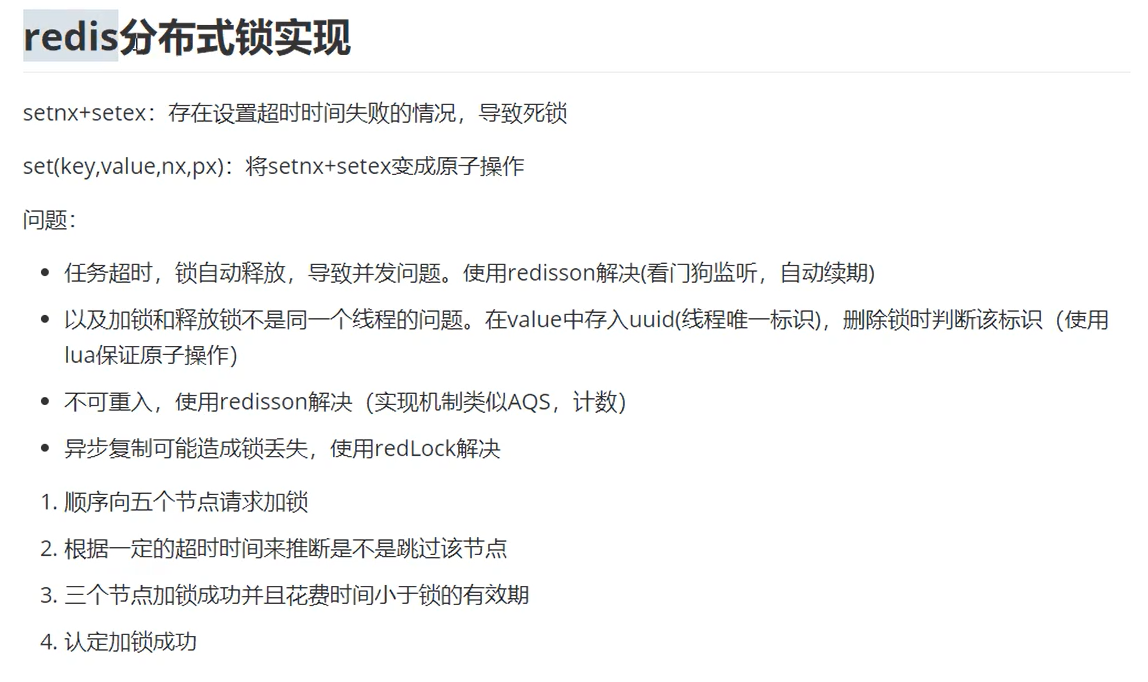 redis分布式锁实现
setnx+setex：存在设置超时时间失败的情况，导致死锁
set(key,value,nx,px)：将setnx+setex变成原子操作
问题：
• 任务超时，锁自动释放，导致并发问题。使用redisson解决(看门狗监听，自动续期)
• 以及加锁和释放锁不是同一个线程的问题。在value中存入uuid(线程唯一标识)，删除锁时判断该标识（使用
lua保证原子操作）
• 不可重入，使用redisson解决（实现机制类似AQS，计数）
• 异步复制可能造成锁丢失，使用redLock解决
1. 顺序向五个节点请求加锁
2. 根据一定的超时时间来推断是不是跳过该节点
3. 三个节点加锁成功并且花费时间小于锁的有效期
4. 认定加锁成功